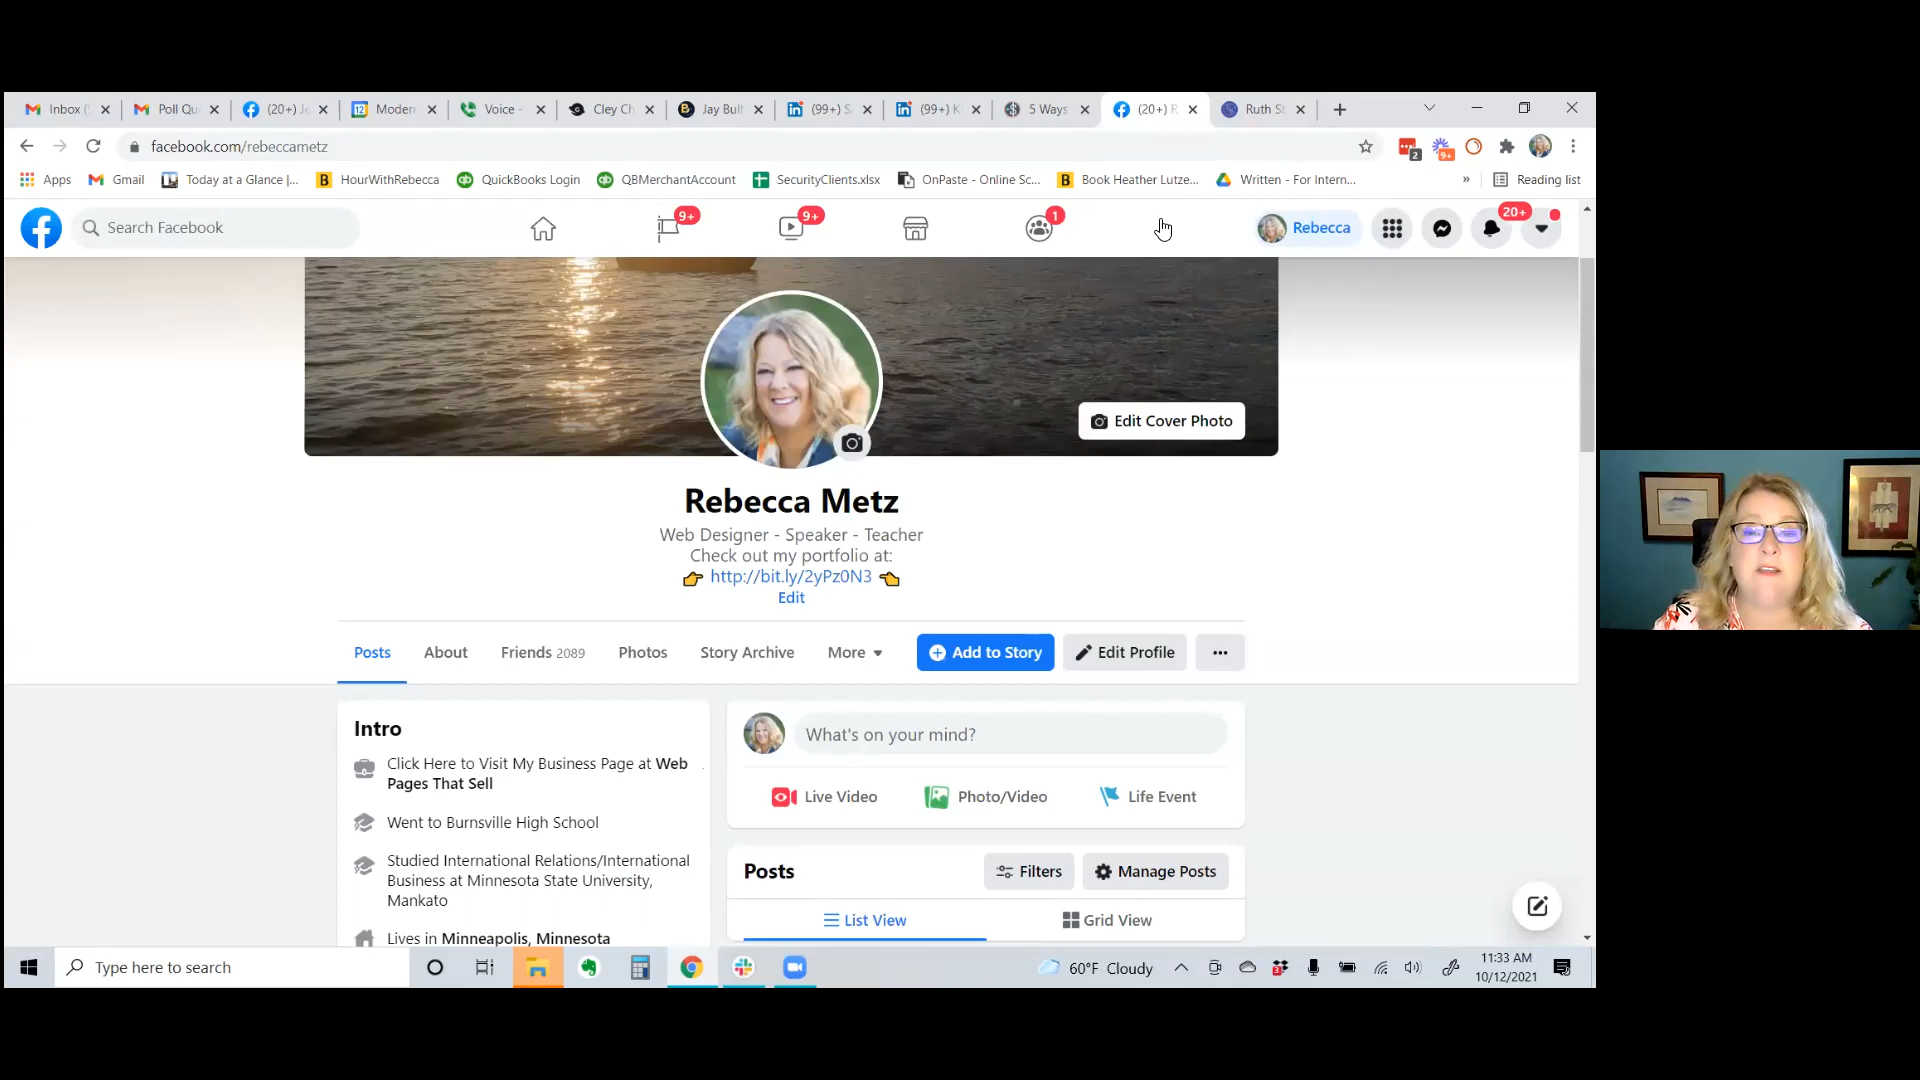 Inbox (
Poll Qu
(20+) Je
Moder
Voice -
Cley Ch
Jay Bull
(99+) S
(99+) K
5 Ways
(20+) R
Ruth St
facebook.com/rebeccametz
2
9+
Apps
Gmail
Today at a Glance |...
HourWithRebecca
QuickBooks Login
QBMerchantAccount
SecurityClients.xlsx
OnPaste - Online Sc...
Book Heather Lutze...
Written - For Intern...
»
Reading list
Search Facebook
9+
9+
1
Rebecca
20+
Edit Cover Photo
Rebecca Metz
Web Designer - Speaker - Teacher
Check out my portfolio at:
👉 http://bit.ly/2yPz0N3 👈
Edit
Posts
About
Friends 2089
Photos
Story Archive
More
Add to Story
Edit Profile
Intro
Click Here to Visit My Business Page at Web
Pages That Sell
Went to Burnsville High School
Studied International Relations/International
Business at Minnesota State University,
Mankato
Lives in Minneapolis, Minnesota
What's on your mind?
Live Video
Photo/Video
Life Event
Posts
Filters
Manage Posts
List View
Grid View
Type here to search
60°F Cloudy
11:33 AM
10/12/2021